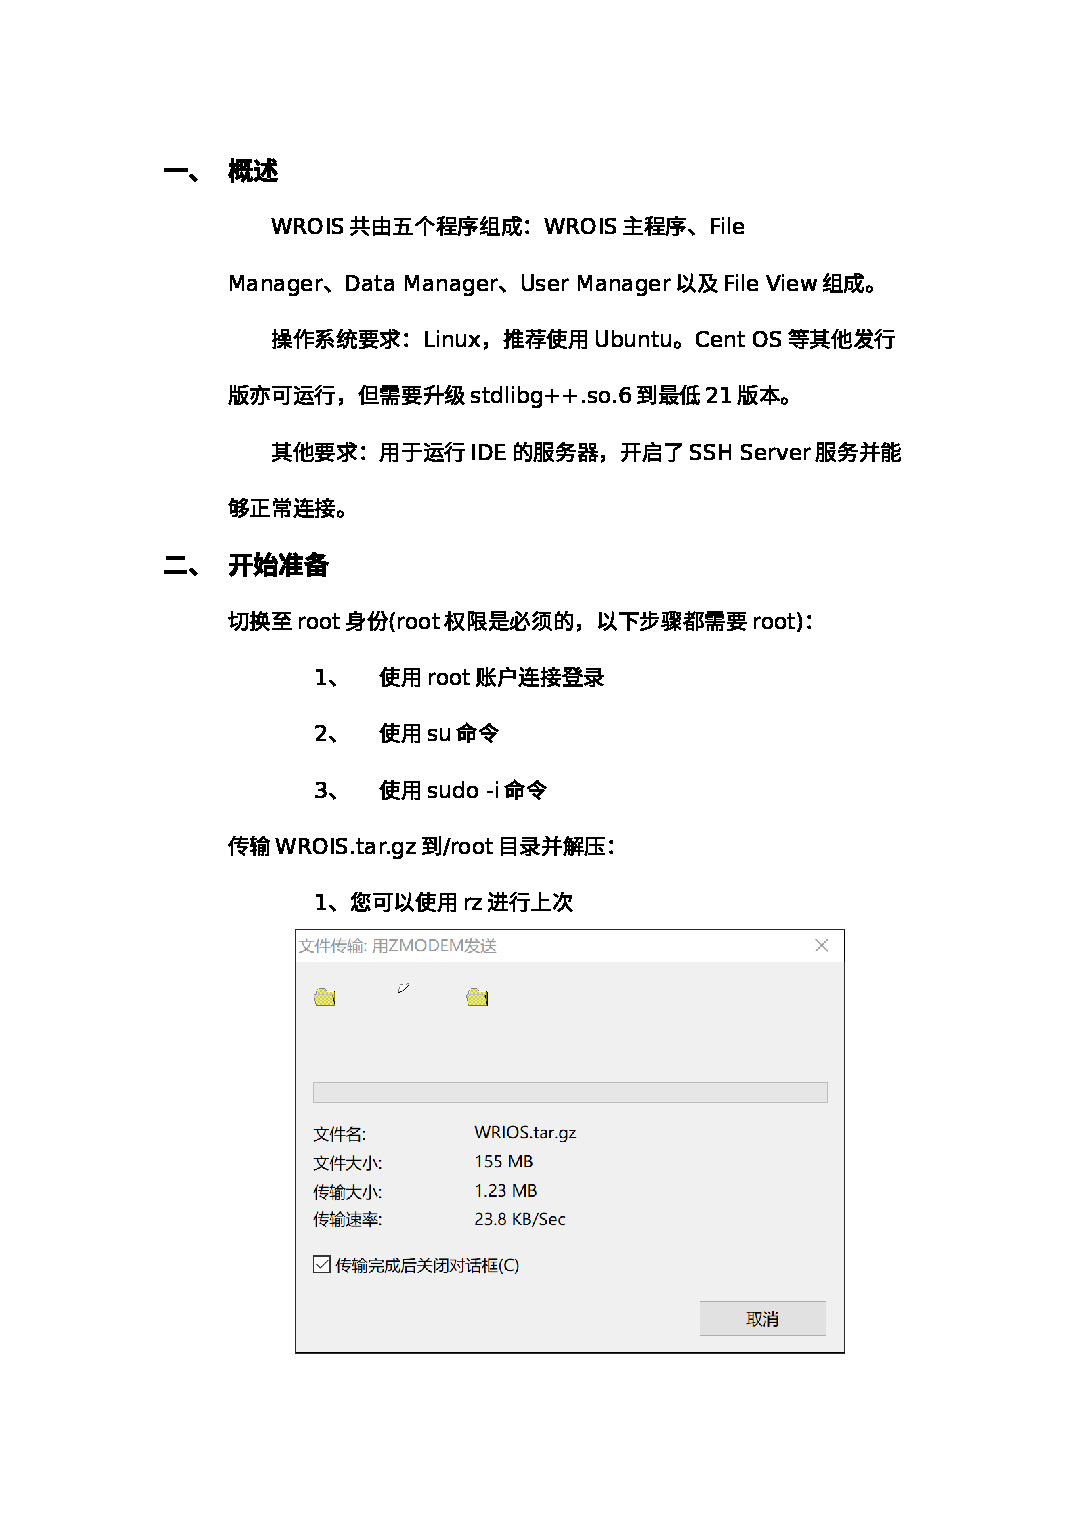 一、 概述
WROIS 共由五个程序组成：WROIS 主程序、File
Manager、Data Manager、User Manager 以及 File View 组成。
操作系统要求：Linux，推荐使用 Ubuntu。Cent OS 等其他发行
版亦可运行，但需要升级 stdlibg++.so.6 到最低 21 版本。
其他要求：用于运行 IDE 的服务器，开启了 SSH Server 服务并能
够正常连接。
二、 开始准备
切换至 root 身份(root 权限是必须的，以下步骤都需要 root)：
1、 使用 root 账户连接登录
2、 使用 su 命令
3、 使用 sudo -i 命令
传输 WROIS.tar.gz 到/root 目录并解压：
1、您可以使用 rz 进行上次
文件传输: 用ZMODEM发送
文件名: WRIOS.tar.gz
文件大小: 155 MB
传输大小: 1.23 MB
传输速率: 23.8 KB/Sec
传输完成后关闭对话框(C)
取消